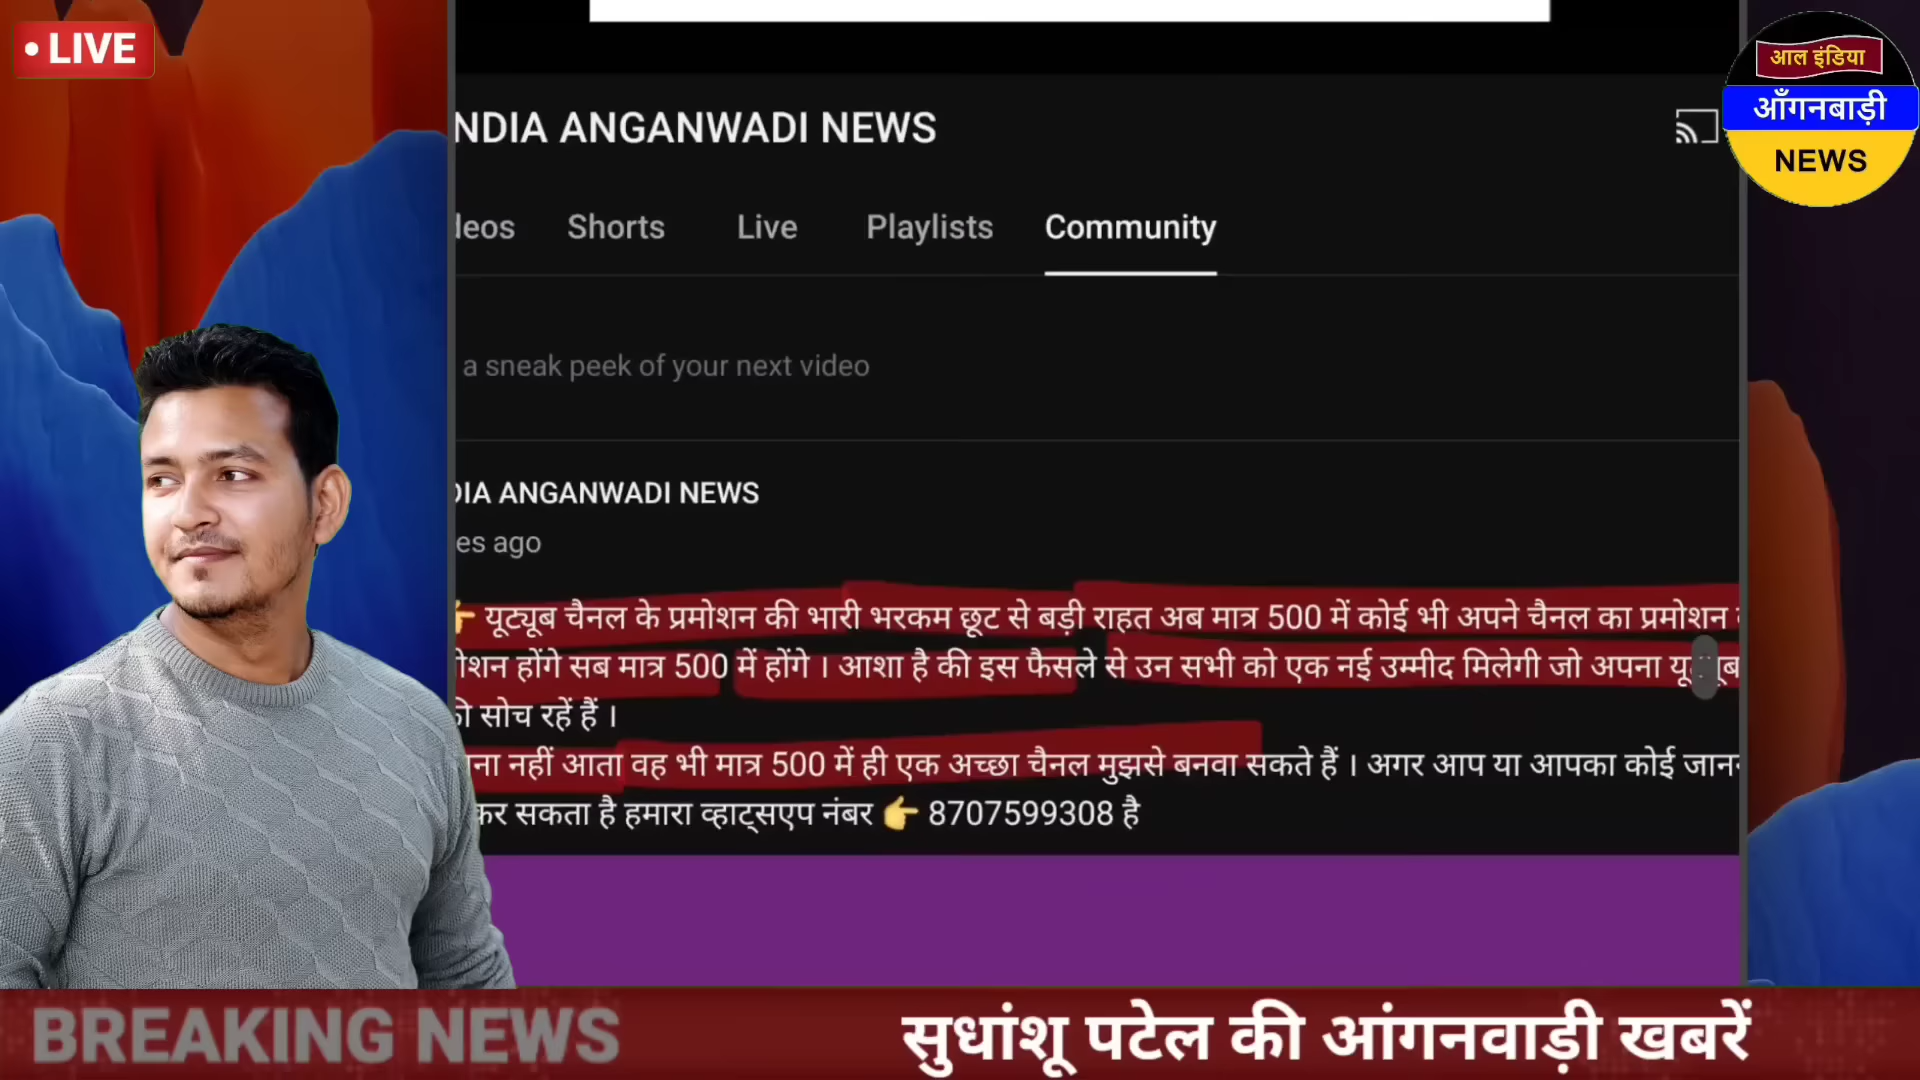 • LIVE
आल इंडिया
आँगनबाड़ी
NEWS
NDIA ANGANWADI NEWS
deos Shorts Live Playlists Community
a sneak peek of your next video
DIA ANGANWADI NEWS
es ago
👉 यूट्यूब चैनल के प्रमोशन की भारी भरकम छूट से बड़ी राहत अब मात्र 500 में कोई भी अपने चैनल का प्रमोशन
होंगे सब मात्र 500 में होंगे । आशा है की इस फैसले से उन सभी को एक नई उम्मीद मिलेगी जो अपना
सोच रहें हैं ।
नहीं आता वह भी मात्र 500 में ही एक अच्छा चैनल मुझसे बनवा सकते हैं । अगर आप या आपका कोई
कर सकता है हमारा व्हाट्सएप नंबर 👉 8707599308 है
BREAKING NEWS
सुधांशू पटेल की आंगनवाड़ी खबरें